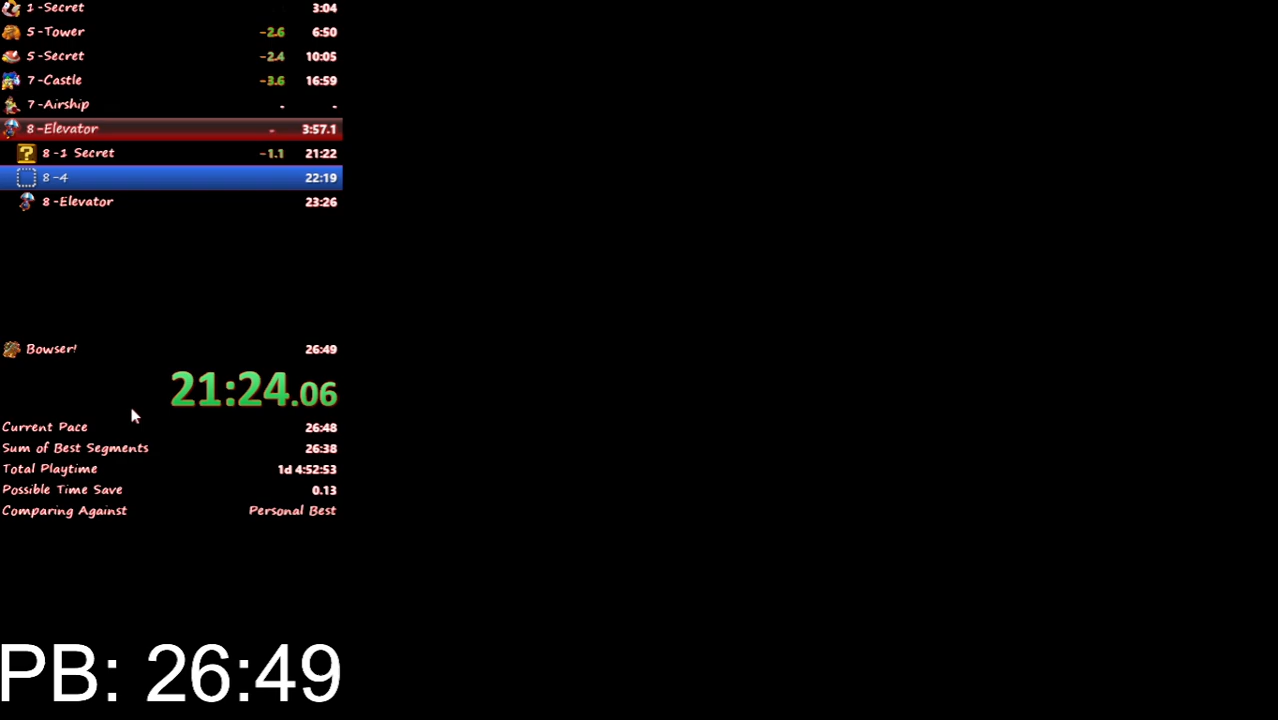 1-Secret 3:04
5-Tower -2.6 6:50
5-Secret -2.4 10:05
7-Castle -3.6 16:59
7-Airship - -
8-Elevator - 3:57.1
? 8-1 Secret -1.1 21:22
8-4 22:19
8-Elevator 23:26
Bowser! 26:49
21:24.06
Current Pace 26:48
Sum of Best Segments 26:38
Total Playtime 1d 4:52:53
Possible Time Save 0.13
Comparing Against Personal Best
PB: 26:49